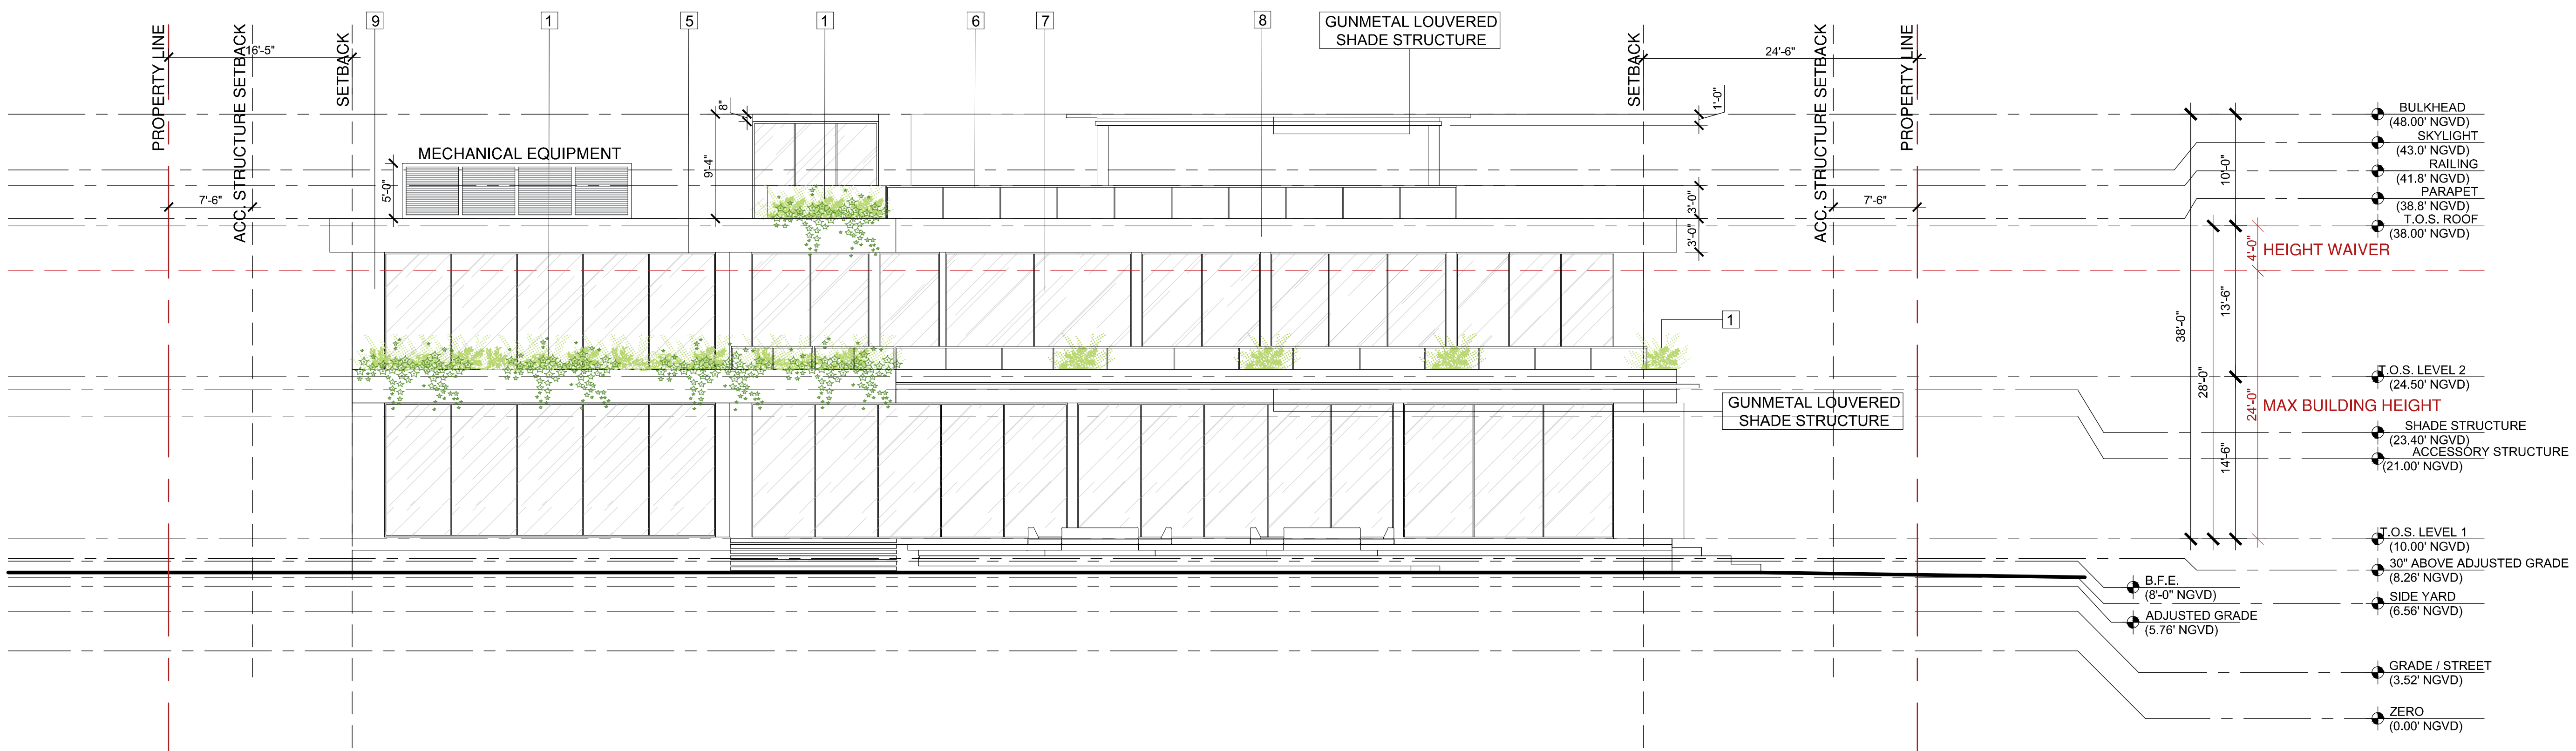 9
1
5
1
6
7
8
GUNMETAL LOUVERED
SHADE STRUCTURE
PROPERTY LINE
16'-5"
ACC. STRUCTURE SETBACK
SETBACK
SETBACK
24'-6"
ACC. STRUCTURE SETBACK
PROPERTY LINE
8"
1'-0"
9'-4"
MECHANICAL EQUIPMENT
5'-0"
7'-6"
7'-6"
3'-0"
3'-0"
BULKHEAD
(48.00' NGVD)
SKYLIGHT
(43.0' NGVD)
RAILING
(41.8' NGVD)
PARAPET
(38.8' NGVD)
T.O.S. ROOF
(38.00' NGVD)
10'-0"
4'-0"
HEIGHT WAIVER
13'-6"
38'-0"
28'-0"
1
T.O.S. LEVEL 2
(24.50' NGVD)
24'-0"
MAX BUILDING HEIGHT
GUNMETAL LOUVERED
SHADE STRUCTURE
SHADE STRUCTURE
(23.40' NGVD)
ACCESSORY STRUCTURE
(21.00' NGVD)
14'-6"
T.O.S. LEVEL 1
(10.00' NGVD)
30" ABOVE ADJUSTED GRADE
(8.26' NGVD)
B.F.E.
(8'-0" NGVD)
SIDE YARD
(6.56' NGVD)
ADJUSTED GRADE
(5.76' NGVD)
GRADE / STREET
(3.52' NGVD)
ZERO
(0.00' NGVD)